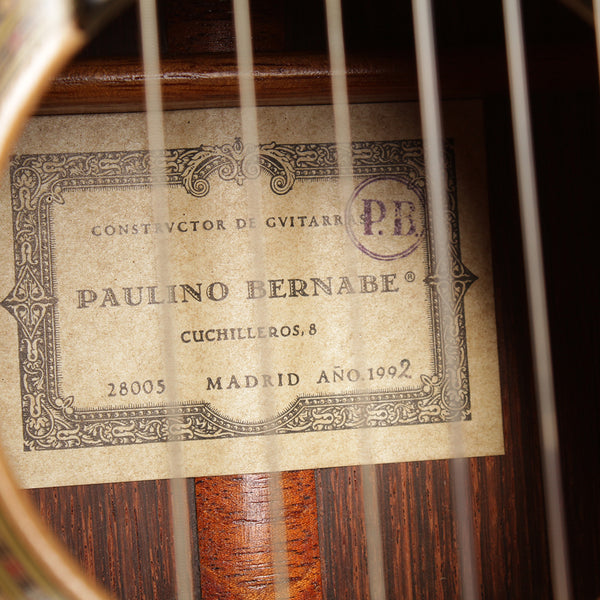 CONSTRVCTOR DE GVITARRAS
P.B.
PAULINO BERNABE®
CUCHILLEROS, 8
28005 MADRID AÑO.1992